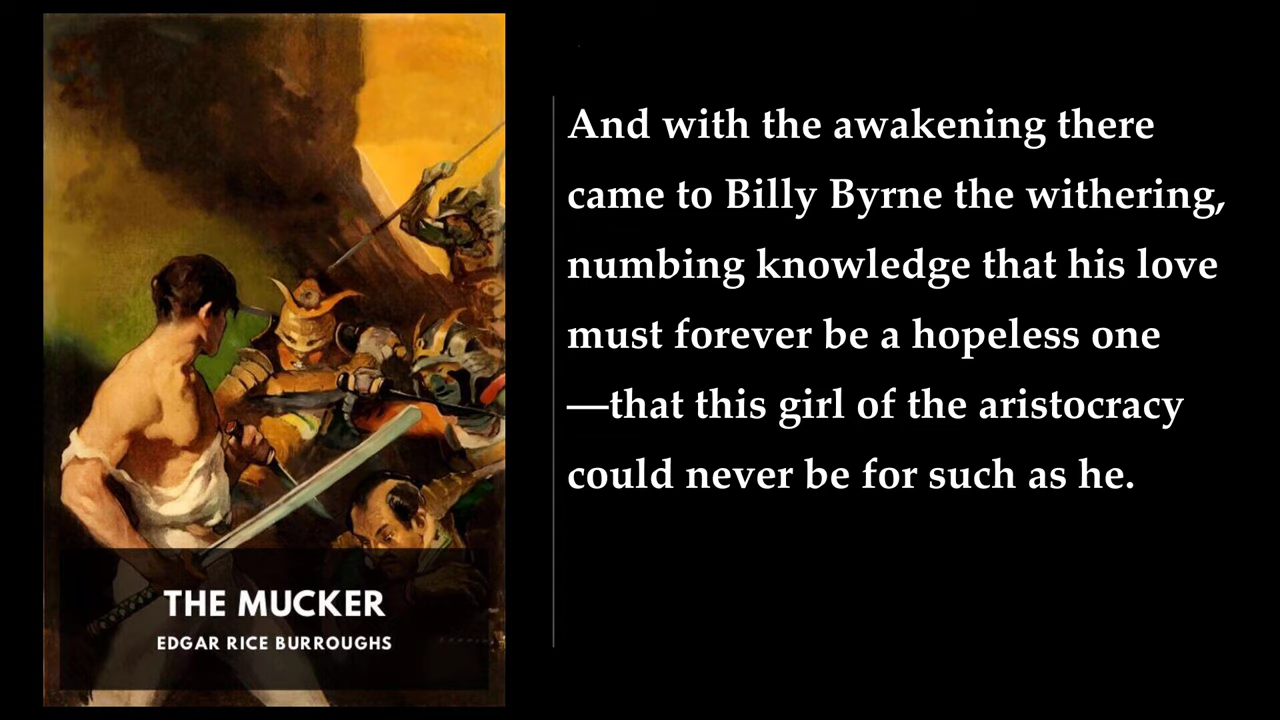 And with the awakening there
came to Billy Byrne the withering,
numbing knowledge that his love
must forever be a hopeless one
—that this girl of the aristocracy
could never be for such as he.
THE MUCKER
EDGAR RICE BURROUGHS